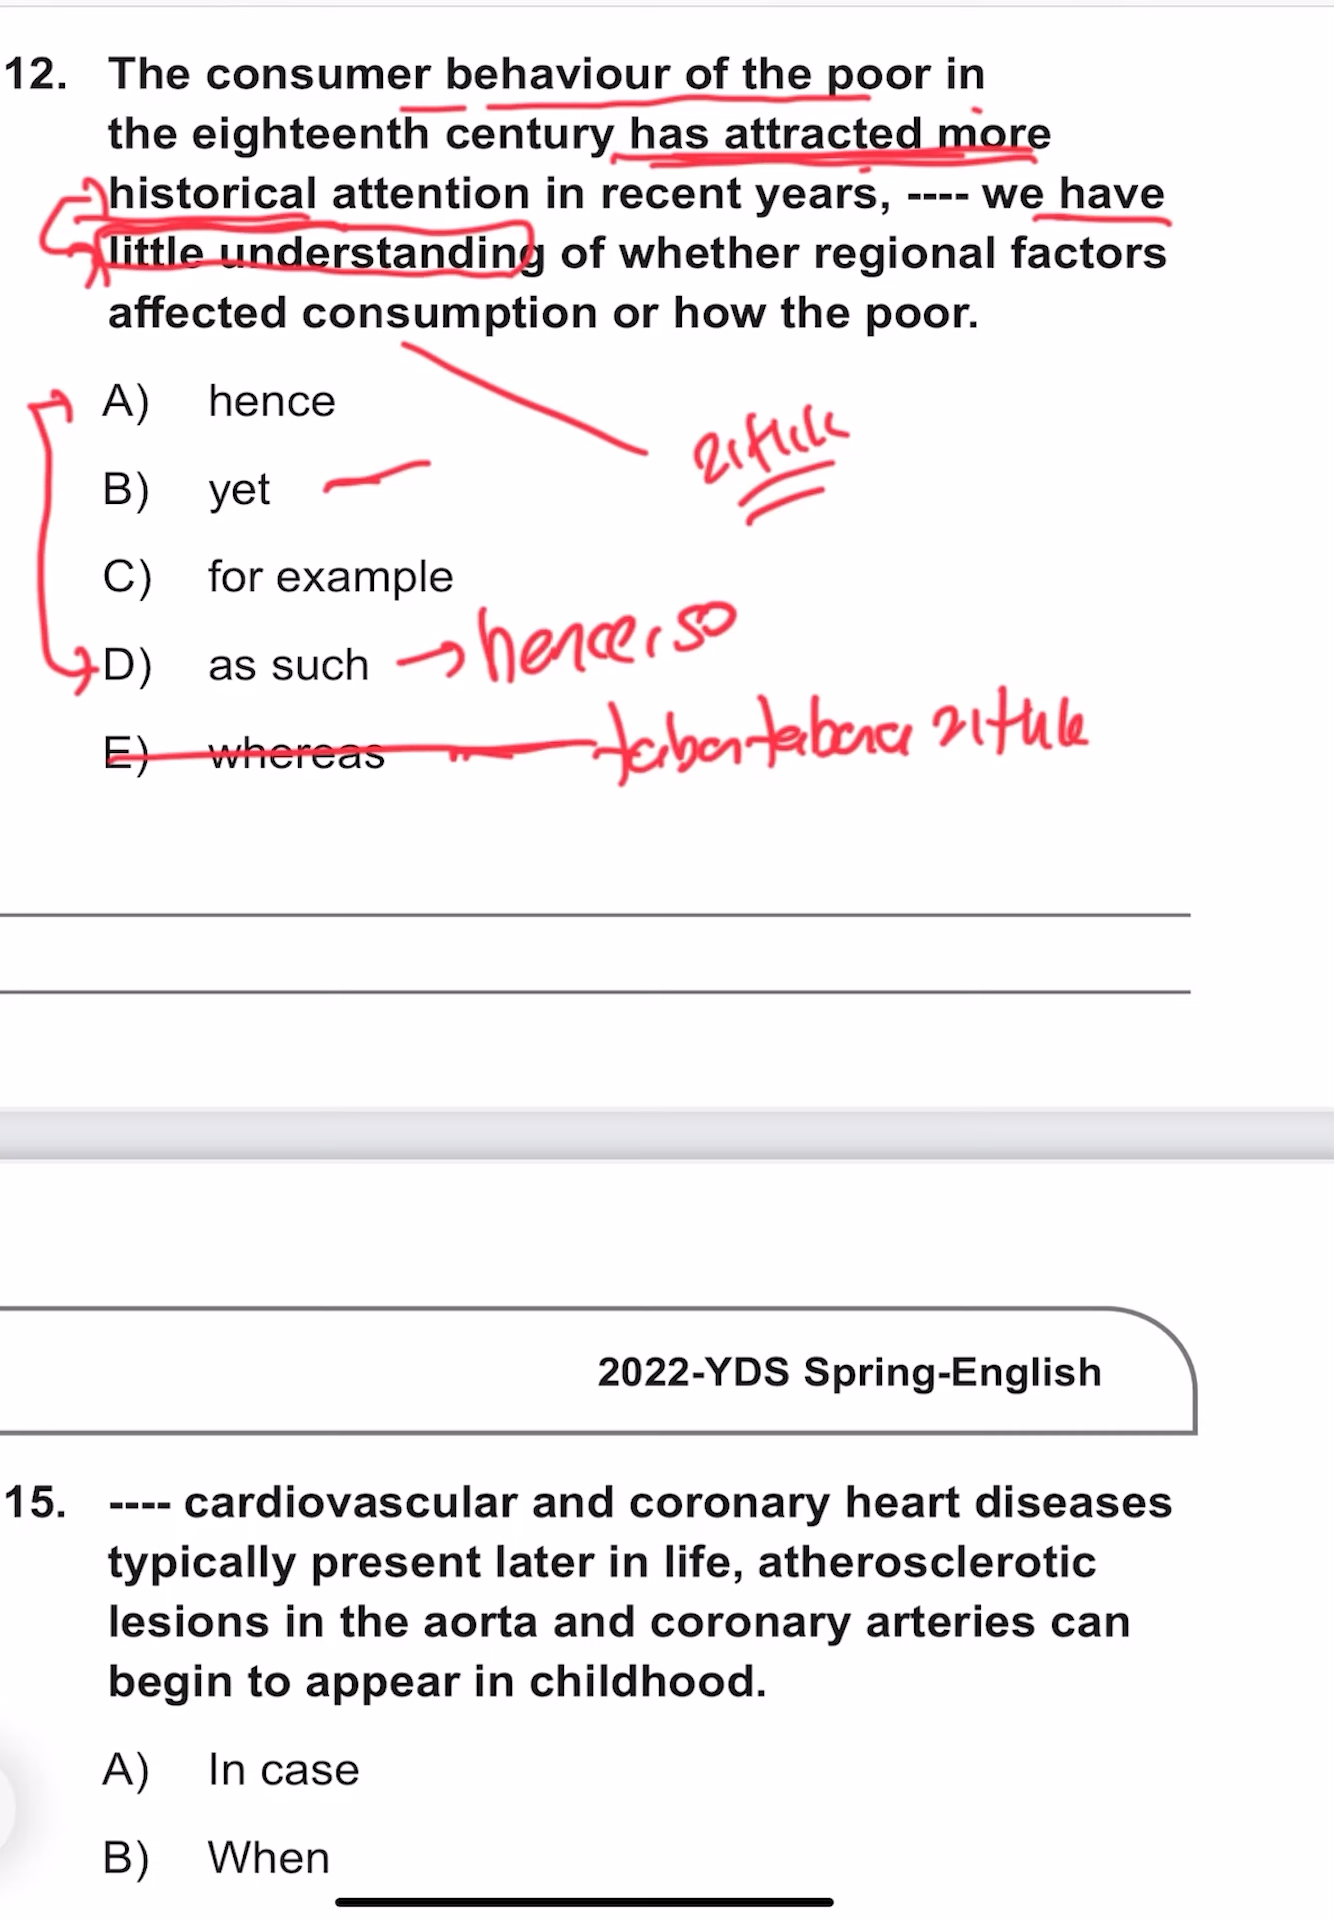 12. The consumer behaviour of the poor in
the eighteenth century has attracted more
historical attention in recent years, ---- we have
little understanding of whether regional factors
affected consumption or how the poor.
A) hence
zıtlık
B) yet
C) for example
D) as such → hence, so
E) whereas taban tabana zıtlık
2022-YDS Spring-English
15. ---- cardiovascular and coronary heart diseases
typically present later in life, atherosclerotic
lesions in the aorta and coronary arteries can
begin to appear in childhood.
A) In case
B) When